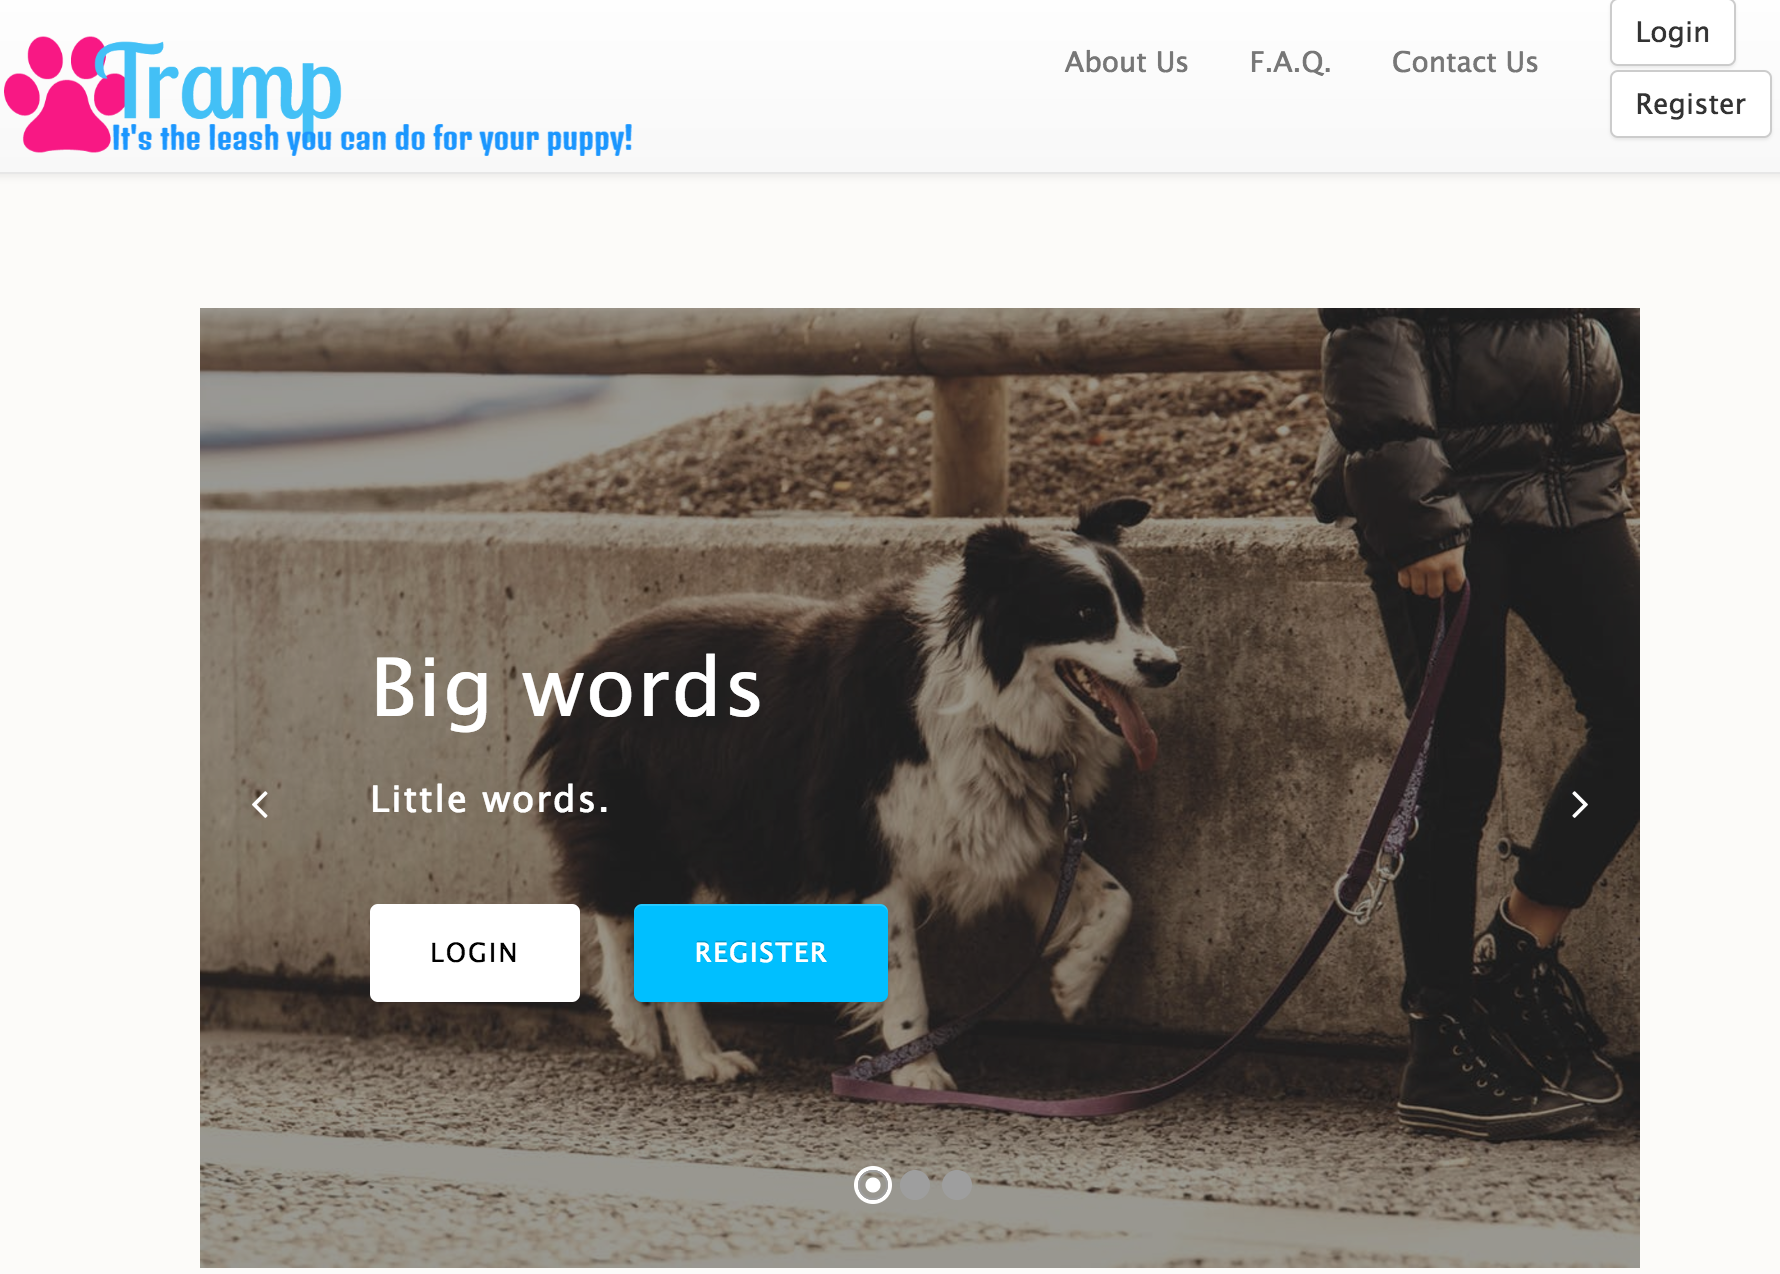 Tramp
It's the leash you can do for your puppy!
About Us
F.A.Q.
Contact Us
Login
Register
Big words
Little words.
LOGIN
REGISTER